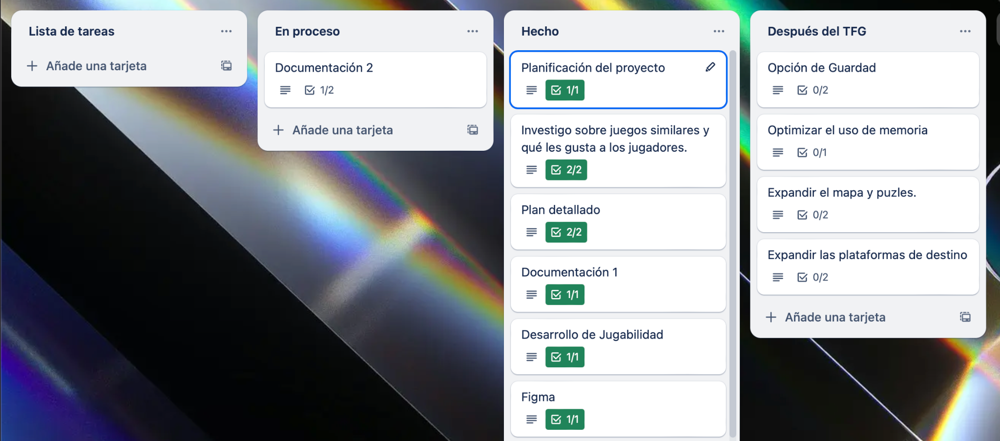 Lista de tareas
Añade una tarjeta
En proceso
Documentación 2
1/2
Añade una tarjeta
Hecho
Planificación del proyecto
1/1
Investigo sobre juegos similares y
qué les gusta a los jugadores.
2/2
Plan detallado
2/2
Documentación 1
1/1
Desarrollo de Jugabilidad
1/1
Figma
1/1
Después del TFG
Opción de Guardad
0/2
Optimizar el uso de memoria
0/1
Expandir el mapa y puzles.
0/2
Expandir las plataformas de destino
0/2
Añade una tarjeta